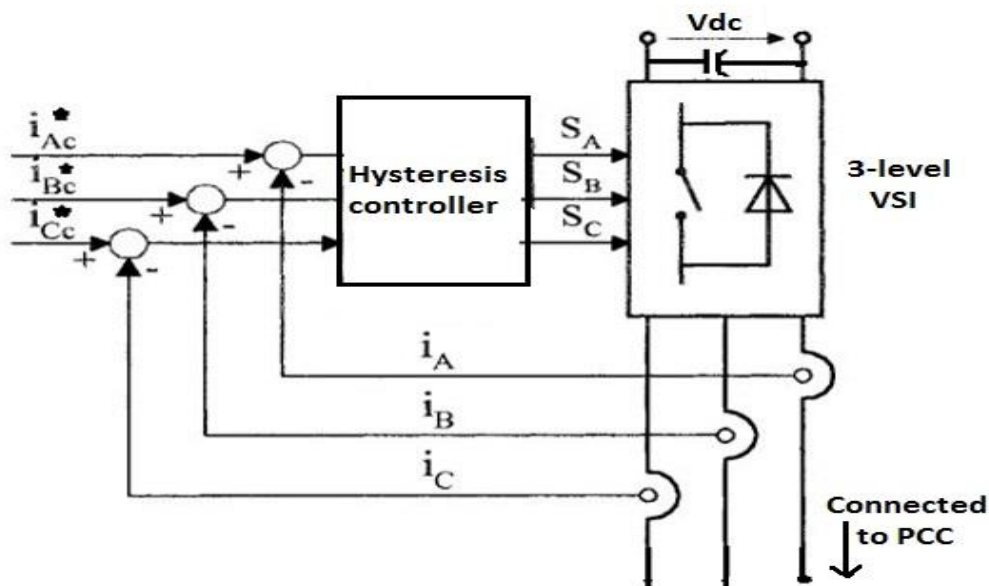 Vdc
i*Ac
i*Bc
i*Cc
+
-
+
-
+
-
Hysteresis
controller
SA
SB
SC
3-level
VSI
iA
iB
iC
Connected
to PCC